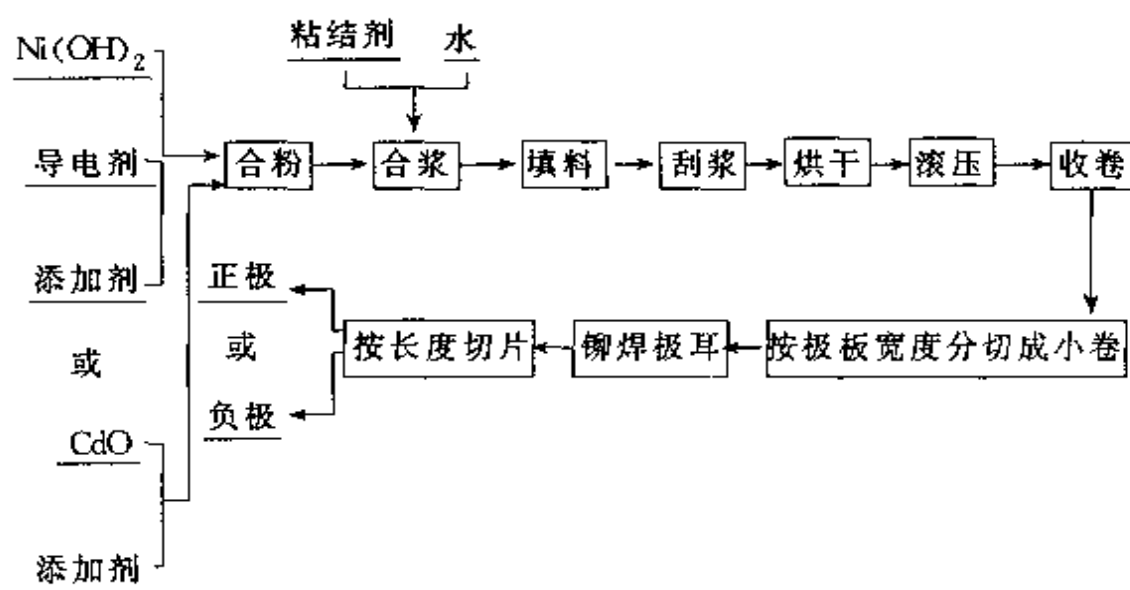 粘结剂 水
Ni(OH)₂
导电剂
合粉 合浆 填料 刮浆 烘干 滚压 收卷
添加剂
正极
或
或
按长度切片 铆焊极耳 按极板宽度分切成小卷
负极
CdO
添加剂